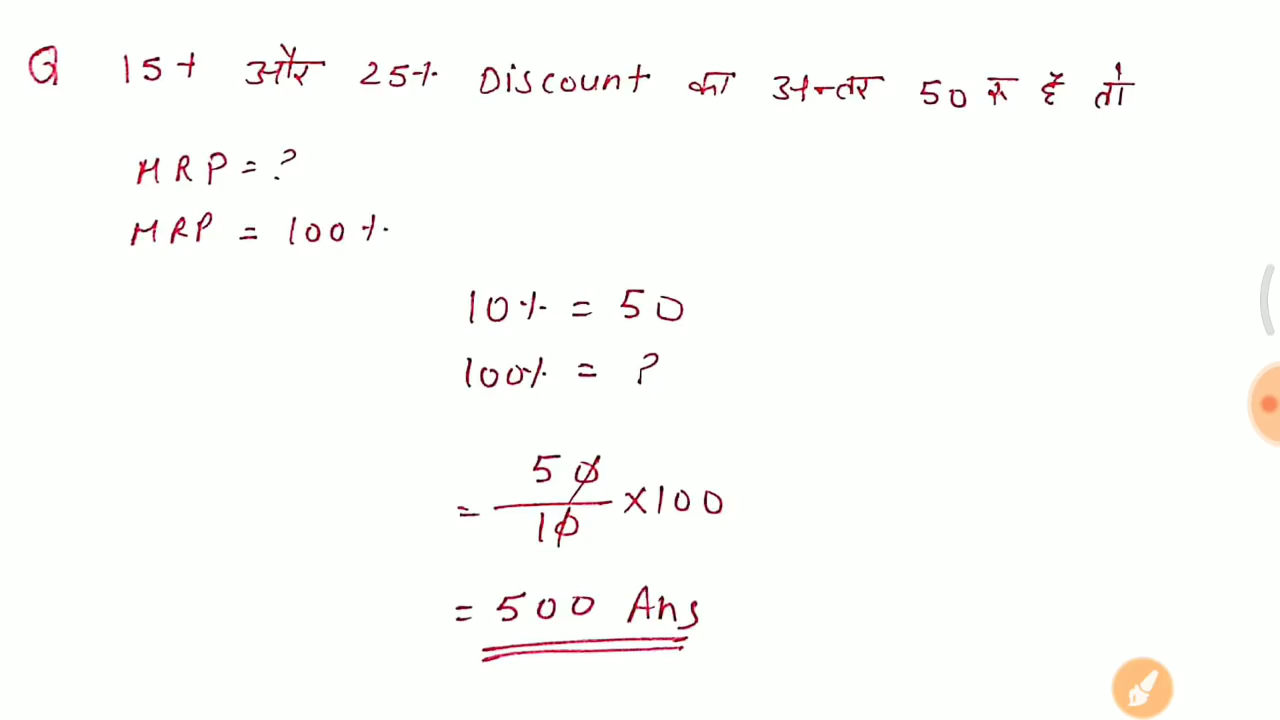 Q 15% और 25% Discount का अन्तर 50 रु है तो
MRP = ?
MRP = 100%
10% = 50
100% = ?
= 50/10 × 100
= 500 Ans